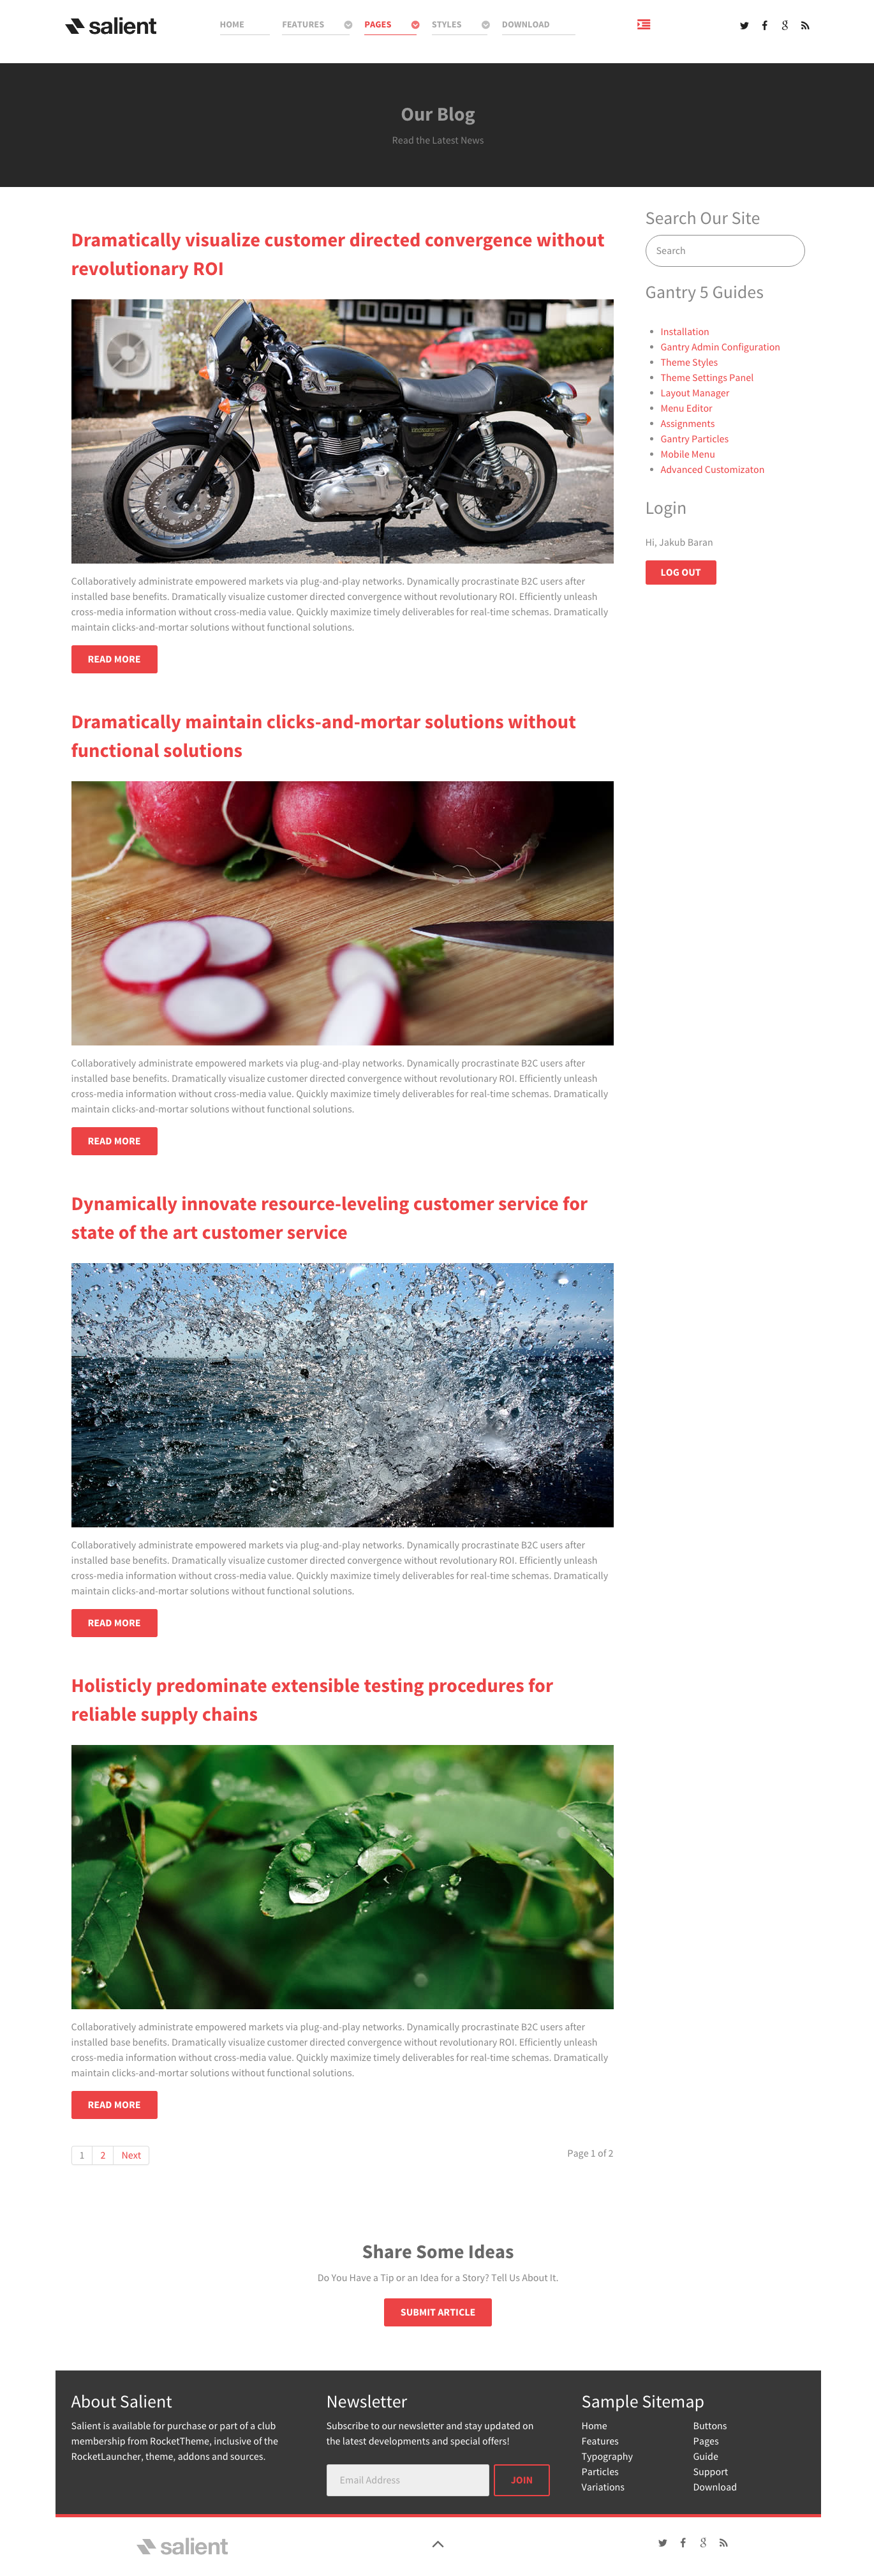 salient
HOME FEATURES PAGES STYLES DOWNLOAD
Our Blog
Read the Latest News
Dramatically visualize customer directed convergence without
revolutionary ROI
Collaboratively administrate empowered markets via plug-and-play networks. Dynamically procrastinate B2C users after
installed base benefits. Dramatically visualize customer directed convergence without revolutionary ROI. Efficiently unleash
cross-media information without cross-media value. Quickly maximize timely deliverables for real-time schemas. Dramatically
maintain clicks-and-mortar solutions without functional solutions.
READ MORE
Dramatically maintain clicks-and-mortar solutions without
functional solutions
Collaboratively administrate empowered markets via plug-and-play networks. Dynamically procrastinate B2C users after
installed base benefits. Dramatically visualize customer directed convergence without revolutionary ROI. Efficiently unleash
cross-media information without cross-media value. Quickly maximize timely deliverables for real-time schemas. Dramatically
maintain clicks-and-mortar solutions without functional solutions.
READ MORE
Dynamically innovate resource-leveling customer service for
state of the art customer service
Collaboratively administrate empowered markets via plug-and-play networks. Dynamically procrastinate B2C users after
installed base benefits. Dramatically visualize customer directed convergence without revolutionary ROI. Efficiently unleash
cross-media information without cross-media value. Quickly maximize timely deliverables for real-time schemas. Dramatically
maintain clicks-and-mortar solutions without functional solutions.
READ MORE
Holisticly predominate extensible testing procedures for
reliable supply chains
Collaboratively administrate empowered markets via plug-and-play networks. Dynamically procrastinate B2C users after
installed base benefits. Dramatically visualize customer directed convergence without revolutionary ROI. Efficiently unleash
cross-media information without cross-media value. Quickly maximize timely deliverables for real-time schemas. Dramatically
maintain clicks-and-mortar solutions without functional solutions.
READ MORE
1 2 Next
Page 1 of 2
Search Our Site
Search
Gantry 5 Guides
Installation
Gantry Admin Configuration
Theme Styles
Theme Settings Panel
Layout Manager
Menu Editor
Assignments
Gantry Particles
Mobile Menu
Advanced Customizaton
Login
Hi, Jakub Baran
LOG OUT
Share Some Ideas
Do You Have a Tip or an Idea for a Story? Tell Us About It.
SUBMIT ARTICLE
About Salient
Salient is available for purchase or part of a club
membership from RocketTheme, inclusive of the
RocketLauncher, theme, addons and sources.
Newsletter
Subscribe to our newsletter and stay updated on
the latest developments and special offers!
Email Address
JOIN
Sample Sitemap
Home
Features
Typography
Particles
Variations
Buttons
Pages
Guide
Support
Download
salient